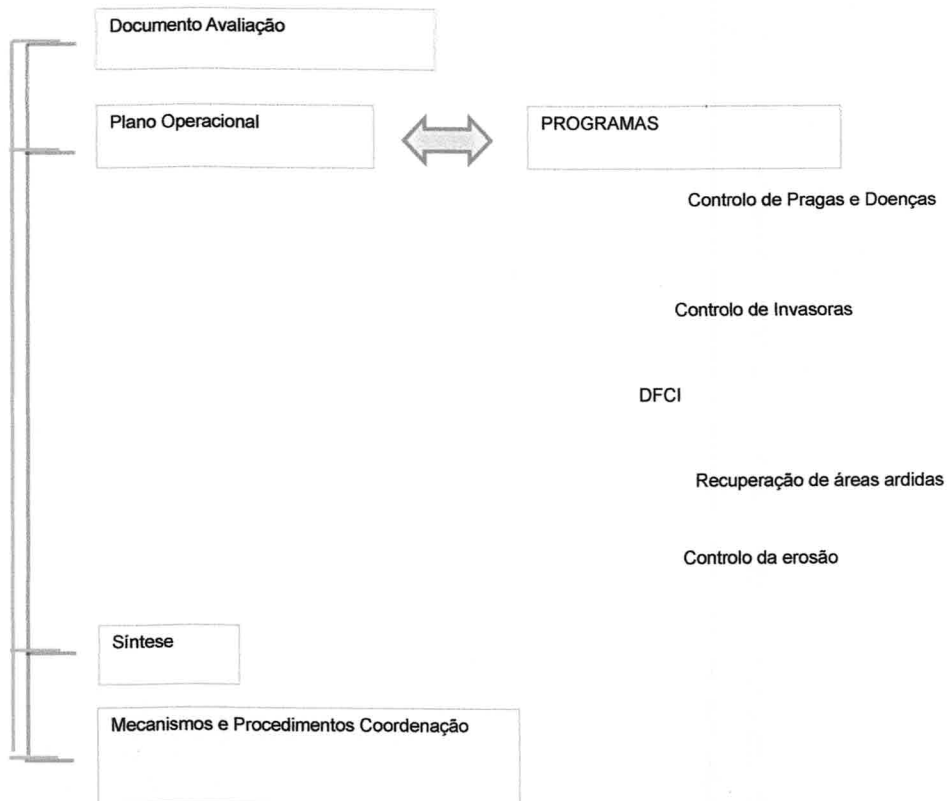 Documento Avaliação
Plano Operacional
PROGRAMAS
Controlo de Pragas e Doenças
Controlo de Invasoras
DFCI
Recuperação de áreas ardidas
Controlo da erosão
Síntese
Mecanismos e Procedimentos Coordenação